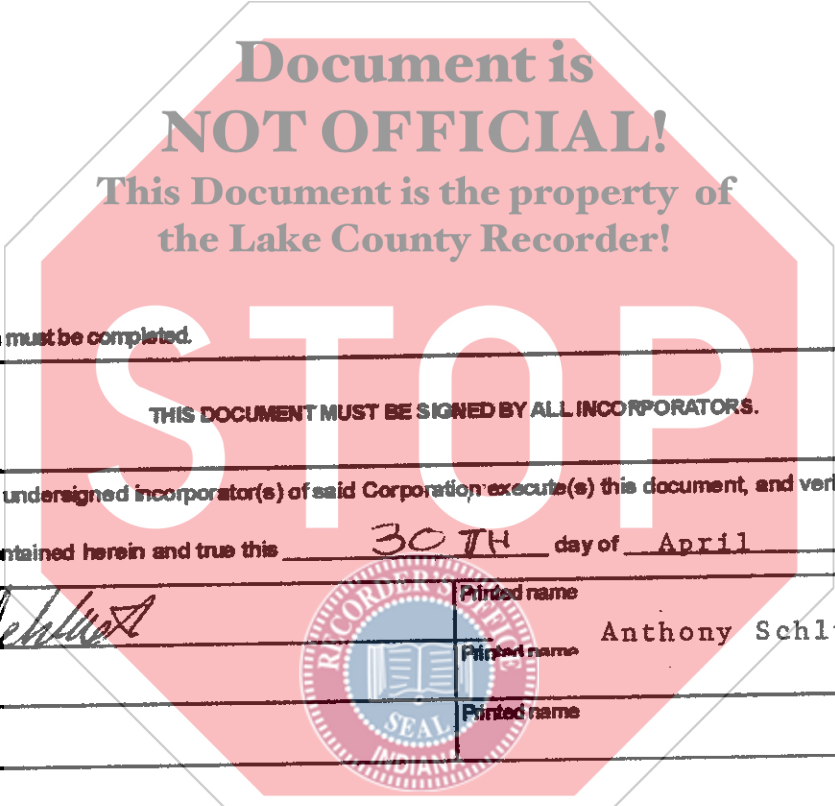 Document is
NOT OFFICIAL!
This Document is the property of
the Lake County Recorder!
STOP
must be completed.
THIS DOCUMENT MUST BE SIGNED BY ALL INCORPORATORS.
undersigned incorporator(s) of said Corporation execute(s) this document, and veri
ntained herein and true this 30 TH day of April
Printed name
Anthony Schl
Printed name
Printed name
RECORDER'S OFFICE
SEAL
INDIANA